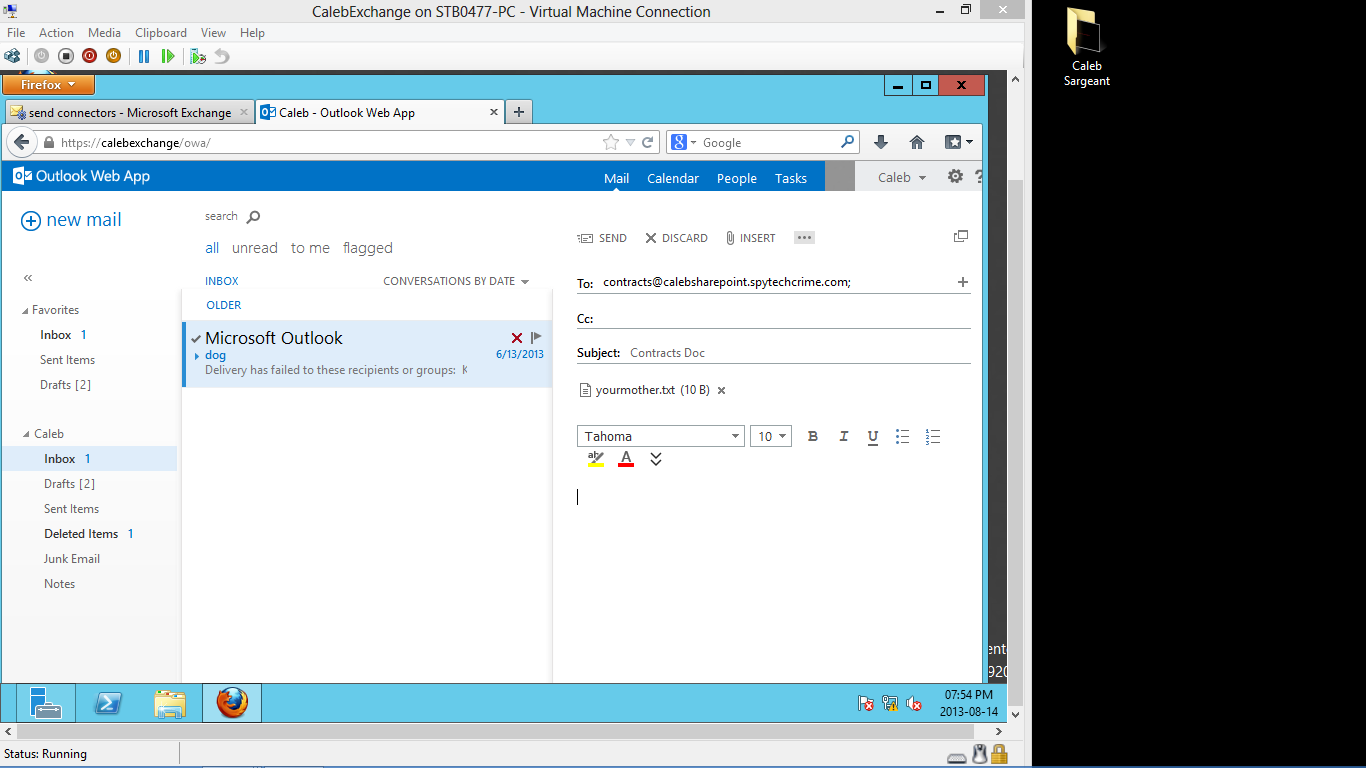 CalebExchange on STB0477-PC - Virtual Machine Connection
File Action Media Clipboard View Help
Caleb
Sargeant
Firefox
send connectors - Microsoft Exchange
Caleb - Outlook Web App
https://calebexchange/owa/
Google
Outlook Web App
Mail Calendar People Tasks
Caleb
?
new mail
search
all unread to me flagged
INBOX CONVERSATIONS BY DATE
OLDER
Microsoft Outlook
dog 6/13/2013
Delivery has failed to these recipients or groups: K
Favorites
Inbox 1
Sent Items
Drafts [2]
Caleb
Inbox 1
Drafts [2]
Sent Items
Deleted Items 1
Junk Email
Notes
SEND DISCARD INSERT
To: contracts@calebsharepoint.spytechcrime.com;
Cc:
Subject: Contracts Doc
yourmother.txt (10 B)
Tahoma 10 B I U
ab A
ente
920
07:54 PM
2013-08-14
Status: Running